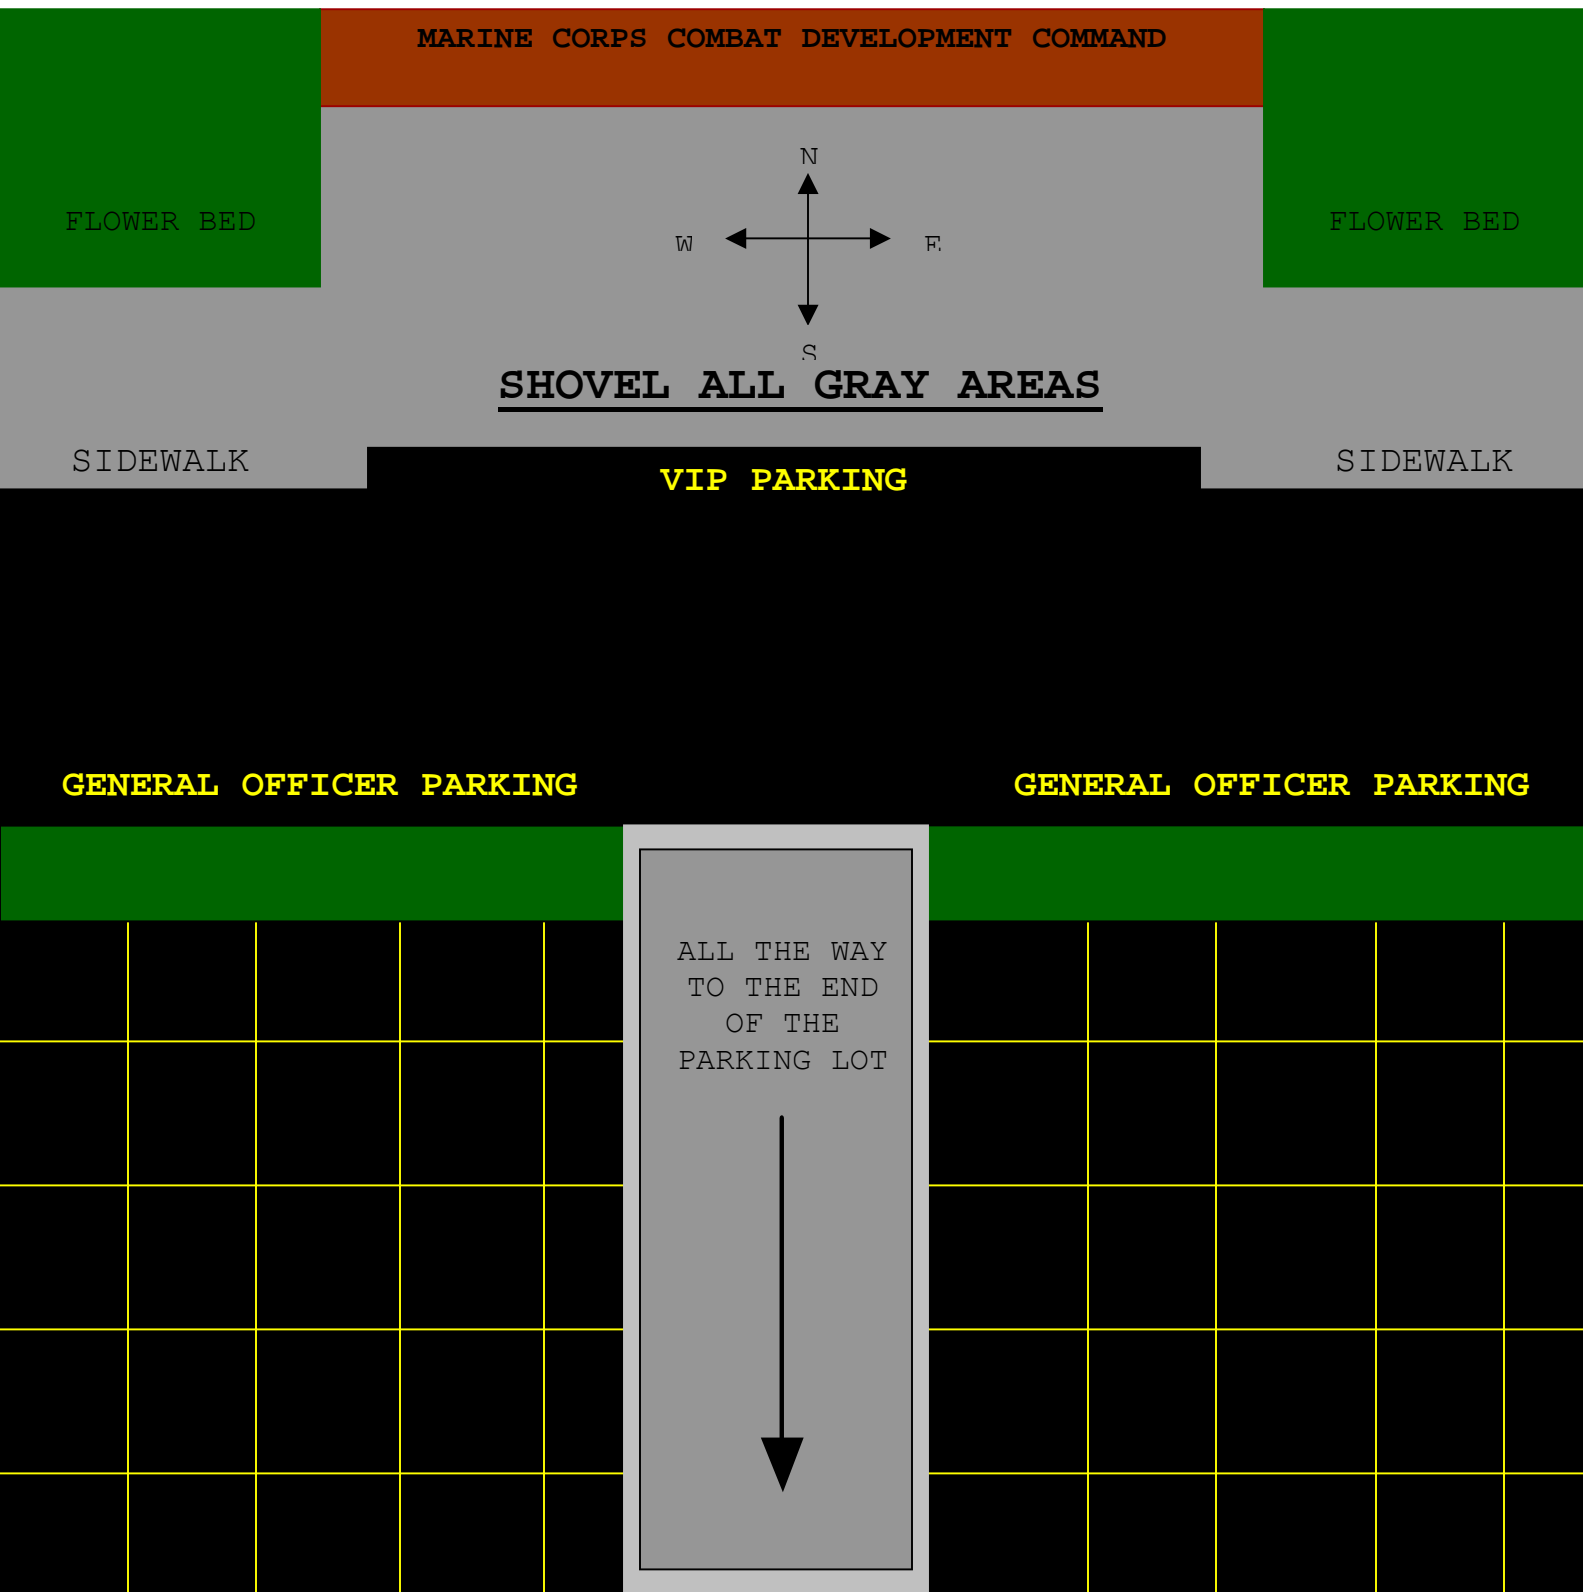 MARINE CORPS COMBAT DEVELOPMENT COMMAND
N
FLOWER BED
FLOWER BED
W
E
S
SHOVEL ALL GRAY AREAS
SIDEWALK
SIDEWALK
VIP PARKING
GENERAL OFFICER PARKING
GENERAL OFFICER PARKING
ALL THE WAY
TO THE END
OF THE
PARKING LOT